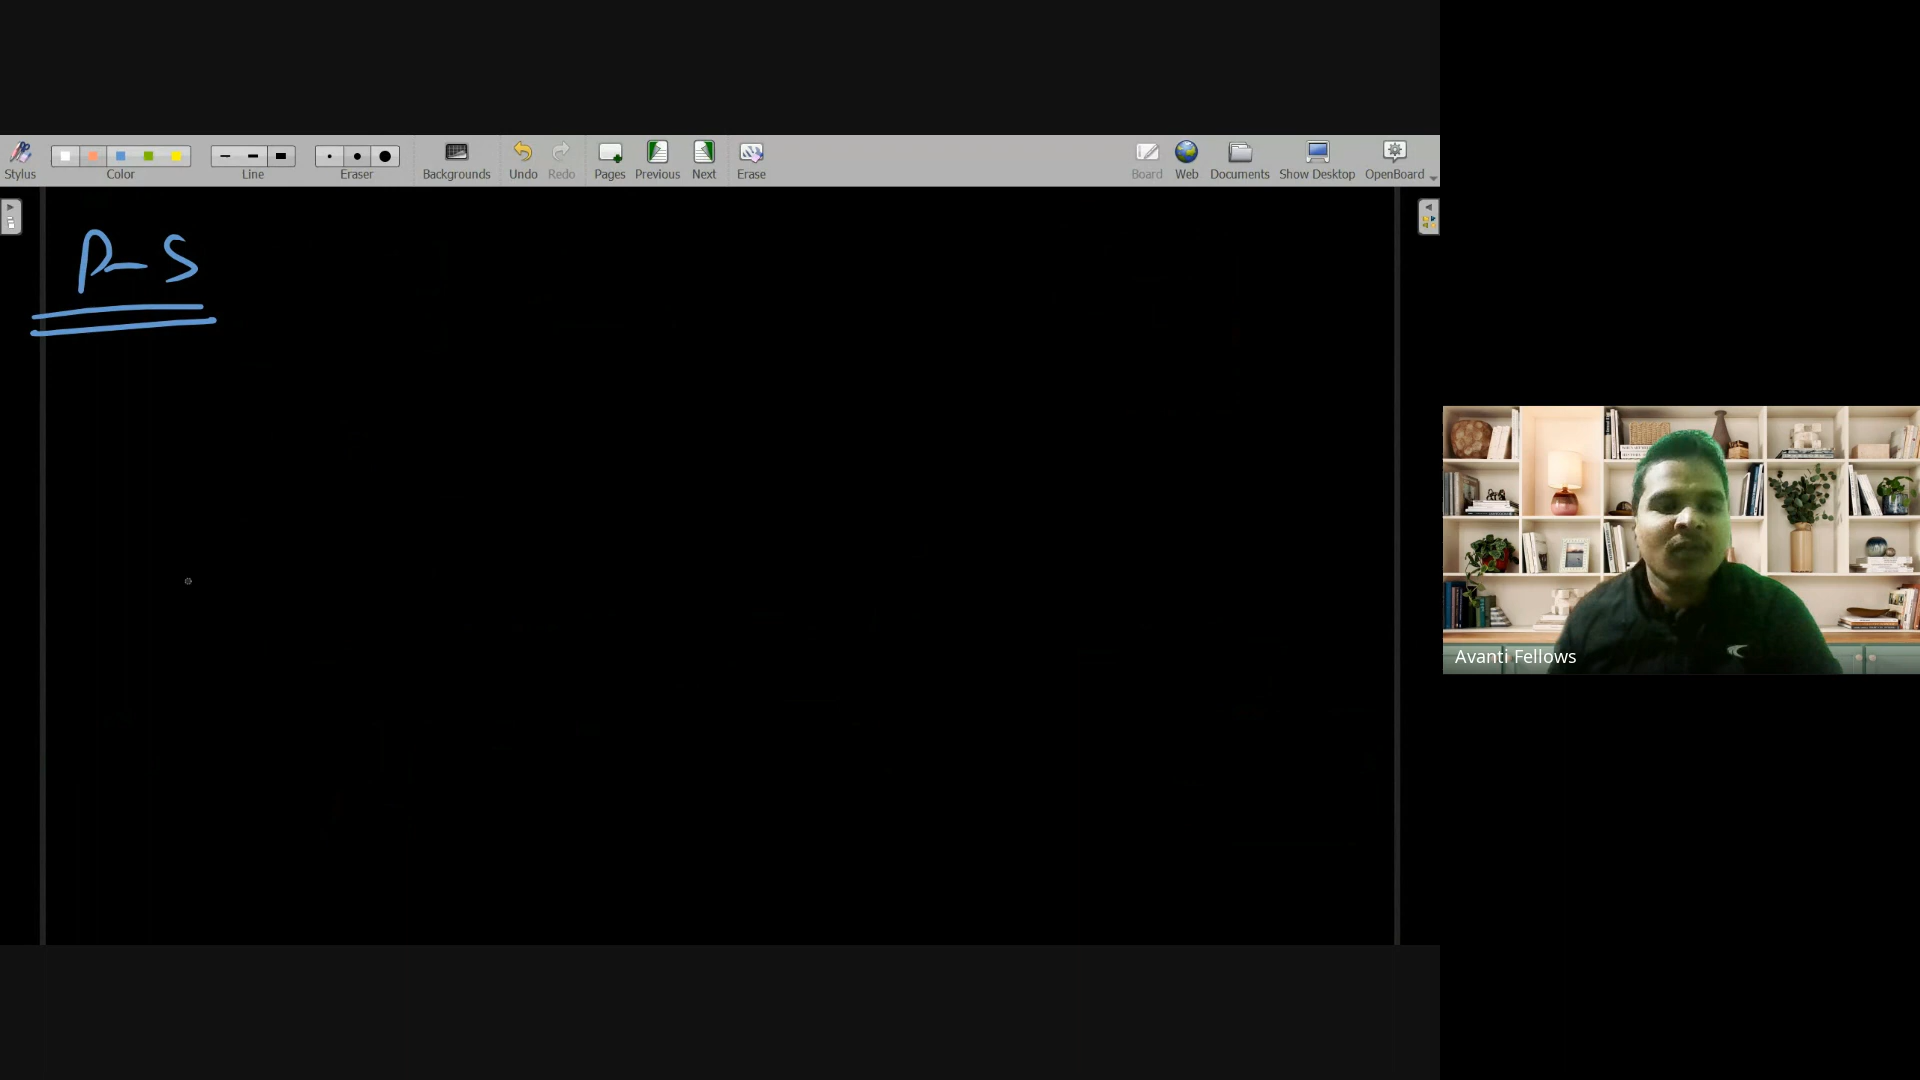 Stylus Color Line Eraser Backgrounds Undo Redo Pages Previous Next Erase Board Web Documents Show Desktop OpenBoard
P-S
Avanti Fellows